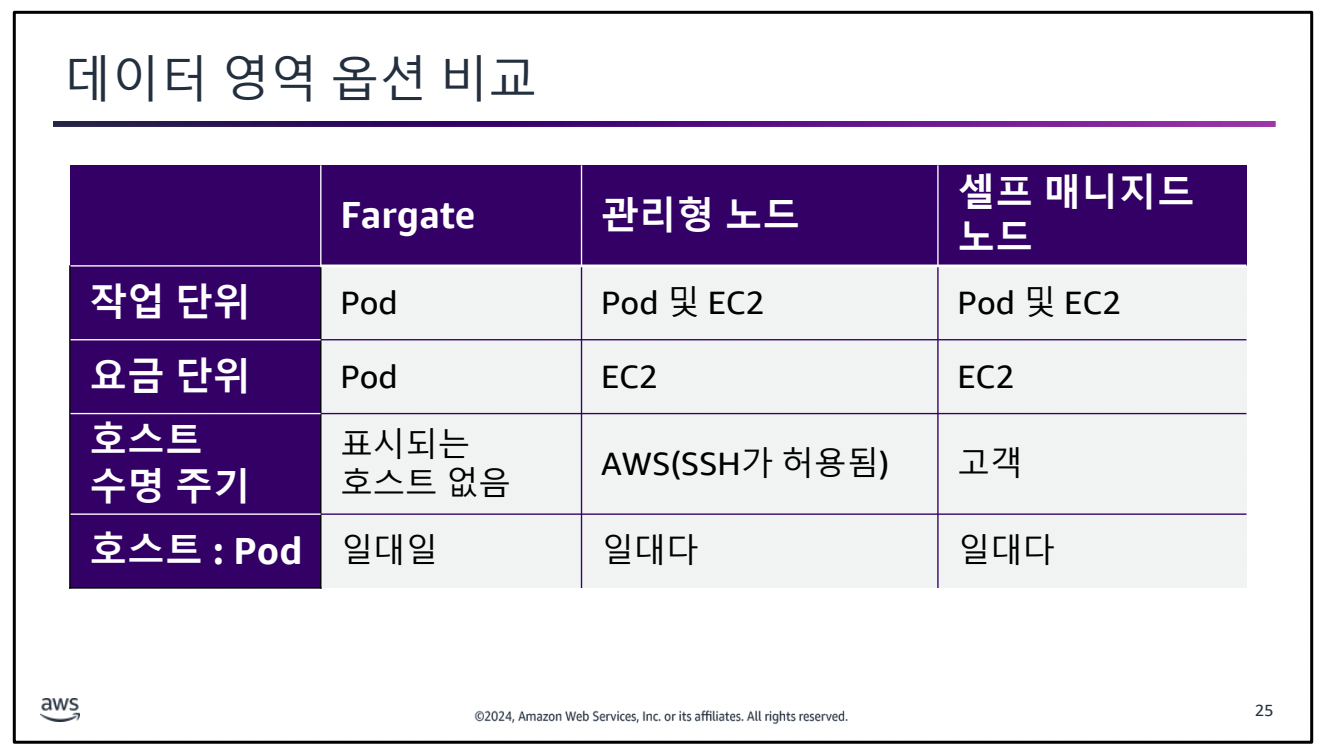 데이터 영역 옵션 비교
Fargate
관리형 노드
셀프 매니지드
노드
작업 단위
Pod
Pod 및 EC2
Pod 및 EC2
요금 단위
Pod
EC2
EC2
호스트
수명 주기
표시되는
호스트 없음
AWS(SSH가 허용됨)
고객
호스트 : Pod
일대일
일대다
일대다
aws
©2024, Amazon Web Services, Inc. or its affiliates. All rights reserved.
25